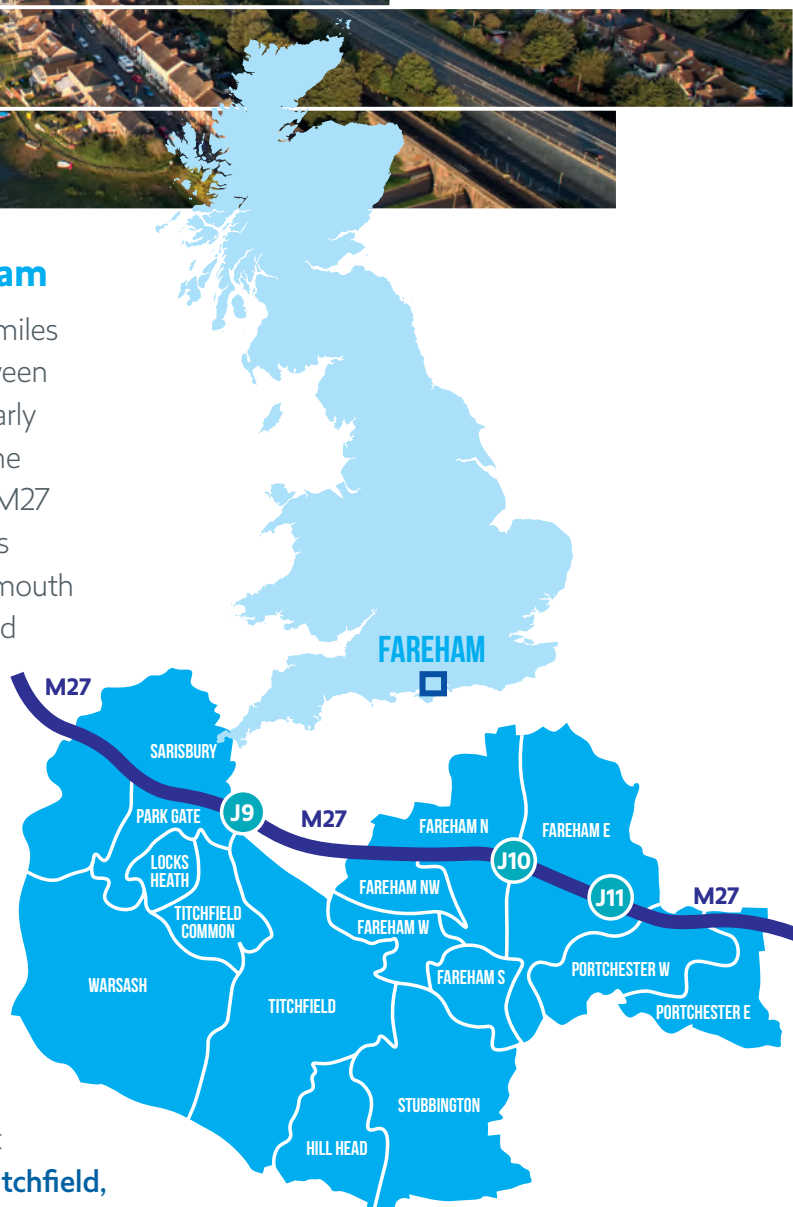 am
miles
een
arly
ne
M27
s
mouth
d
FAREHAM
M27
SARISBURY
PARK GATE
J9
M27
FAREHAM N
FAREHAM E
J10
J11
M27
LOCKS
HEATH
FAREHAM NW
TITCHFIELD
COMMON
FAREHAM W
FAREHAM S
PORTCHESTER W
WARSASH
TITCHFIELD
PORTCHESTER E
STUBBINGTON
HILL HEAD
t
tchfield,